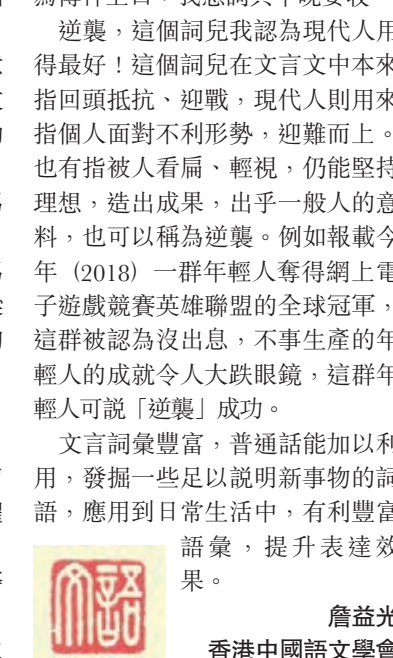 逆襲，這個詞兒我認為現代人用
得最好！這個詞兒在文言文中本來
指回頭抵抗、迎戰，現代人則用來
指個人面對不利形勢，迎難而上。
也有指被人看扁、輕視，仍能堅持
理想，造出成果，出乎一般人的意
料，也可以稱為逆襲。例如報載今
年（2018）一群年輕人奪得網上電
子遊戲競賽英雄聯盟的全球冠軍，
這群被認為沒出息，不事生產的年
輕人的成就令人大跌眼鏡，這群年
輕人可說「逆襲」成功。
文言詞彙豐富，普通話能加以利
用，發掘一些足以說明新事物的詞
語，應用到日常生活中，有利豐富
語彙，提升表達效
果。
詹益光
香港中國語文學會
語